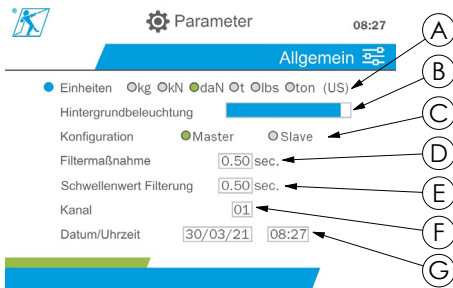 Parameter 08:27 A
Allgemein
B
Einheiten kg kN daN t lbs ton (US)
Hintergrundbeleuchtung C
Konfiguration Master Slave
D
Filtermaßnahme 0.50 sec.
Schwellenwert Filterung 0.50 sec. E
Kanal 01 F
Datum/Uhrzeit 30/03/21 08:27
G